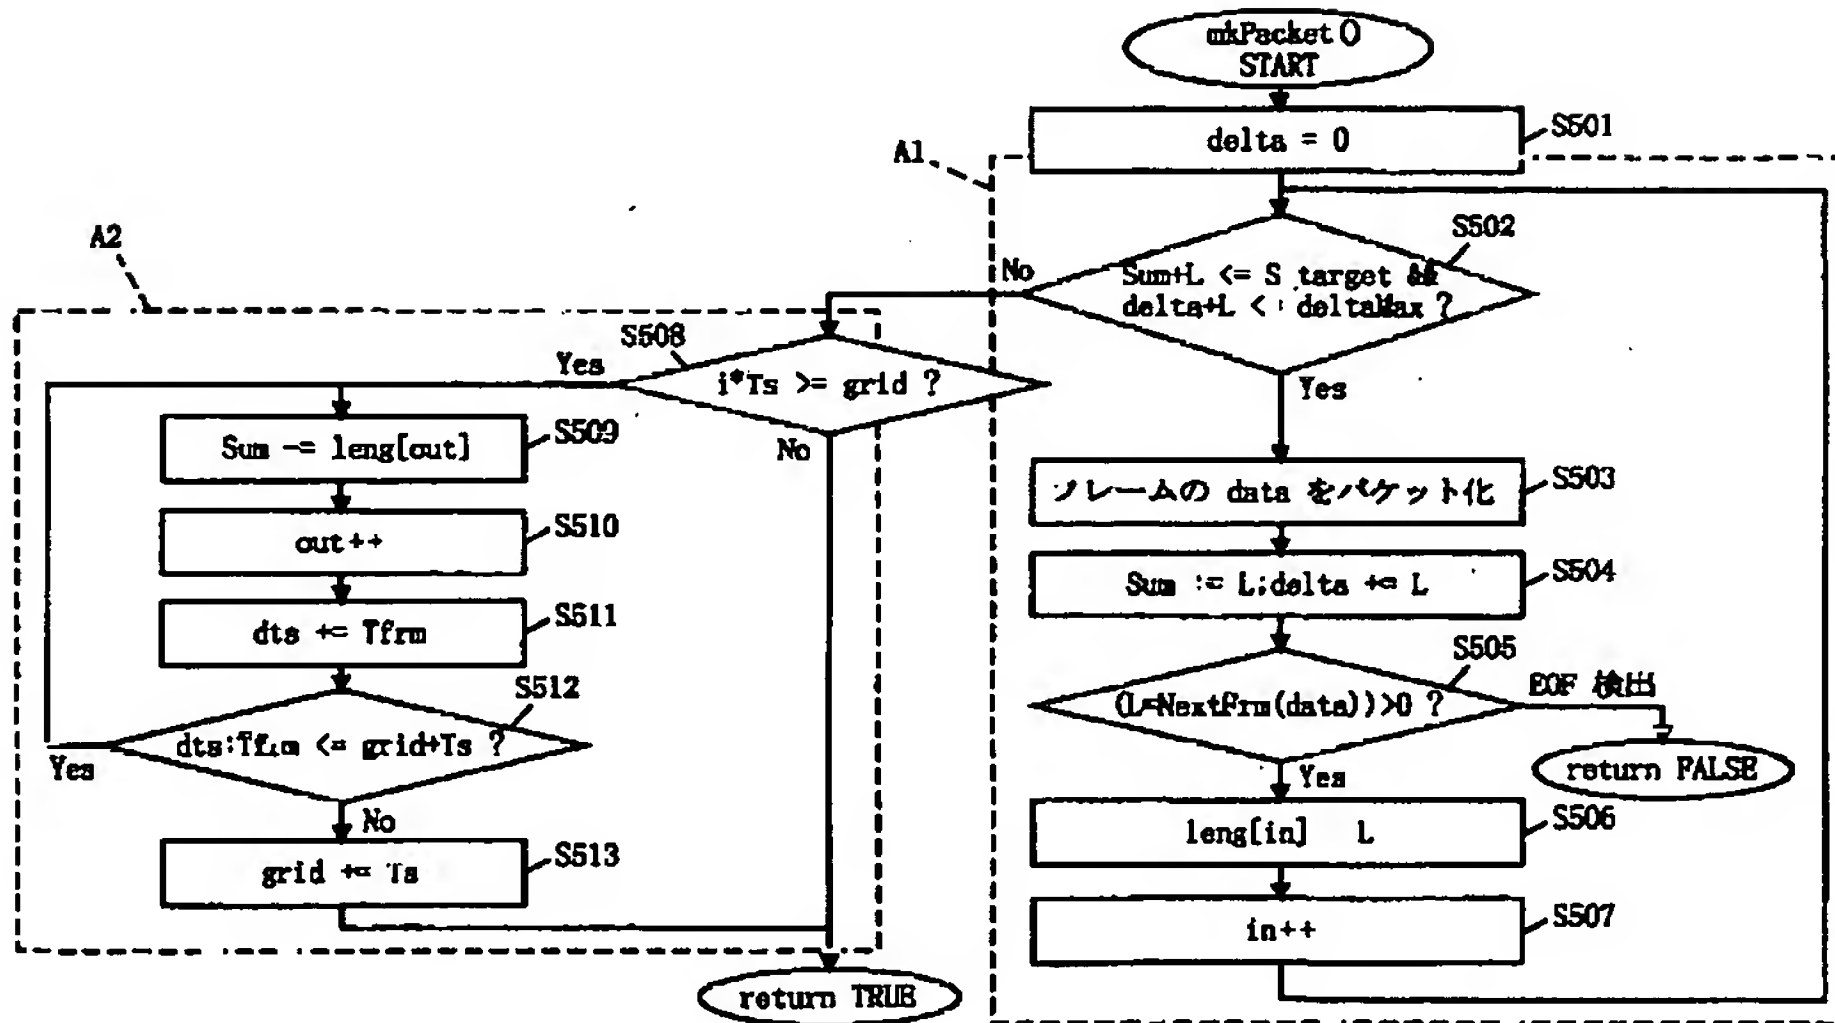 mkPacket ()
START
S501
delta = 0
A1
S502
Sum+L <= S target &&
delta+L < deltaMax ?
No
Yes
S503
フレームの data をパケット化
S504
Sum := L;delta += L
S505
(L=NextFrm(data))>0 ?
EOF 検出
return FALSE
Yes
S506
leng[in] L
S507
in++
A2
S508
i*Ts >= grid ?
Yes
No
S509
Sum -= leng[out]
S510
out++
S511
dts += Tfrm
S512
dts:Tfrm <= grid+Ts ?
Yes
No
S513
grid += Ts
return TRUE